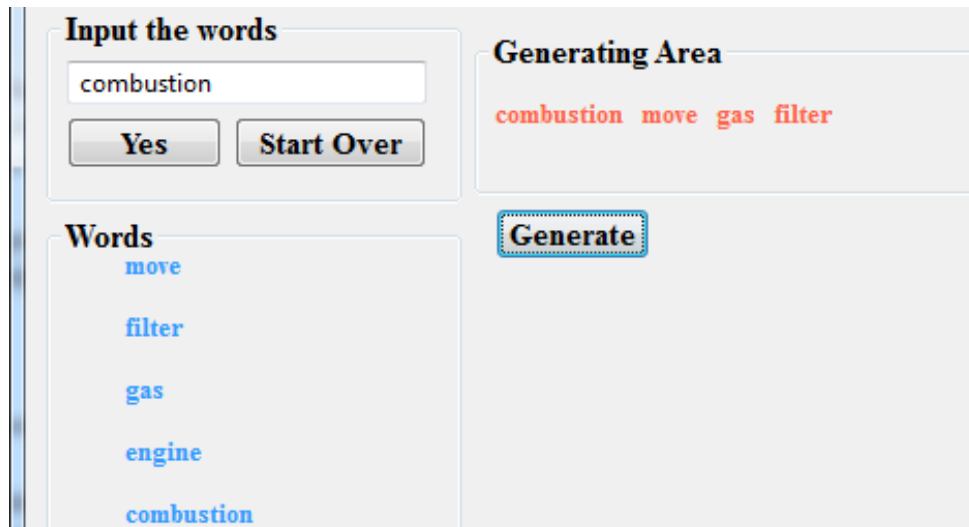 Input the words
combustion
Yes
Start Over
Words
move
filter
gas
engine
combustion
Generating Area
combustion move gas filter
Generate